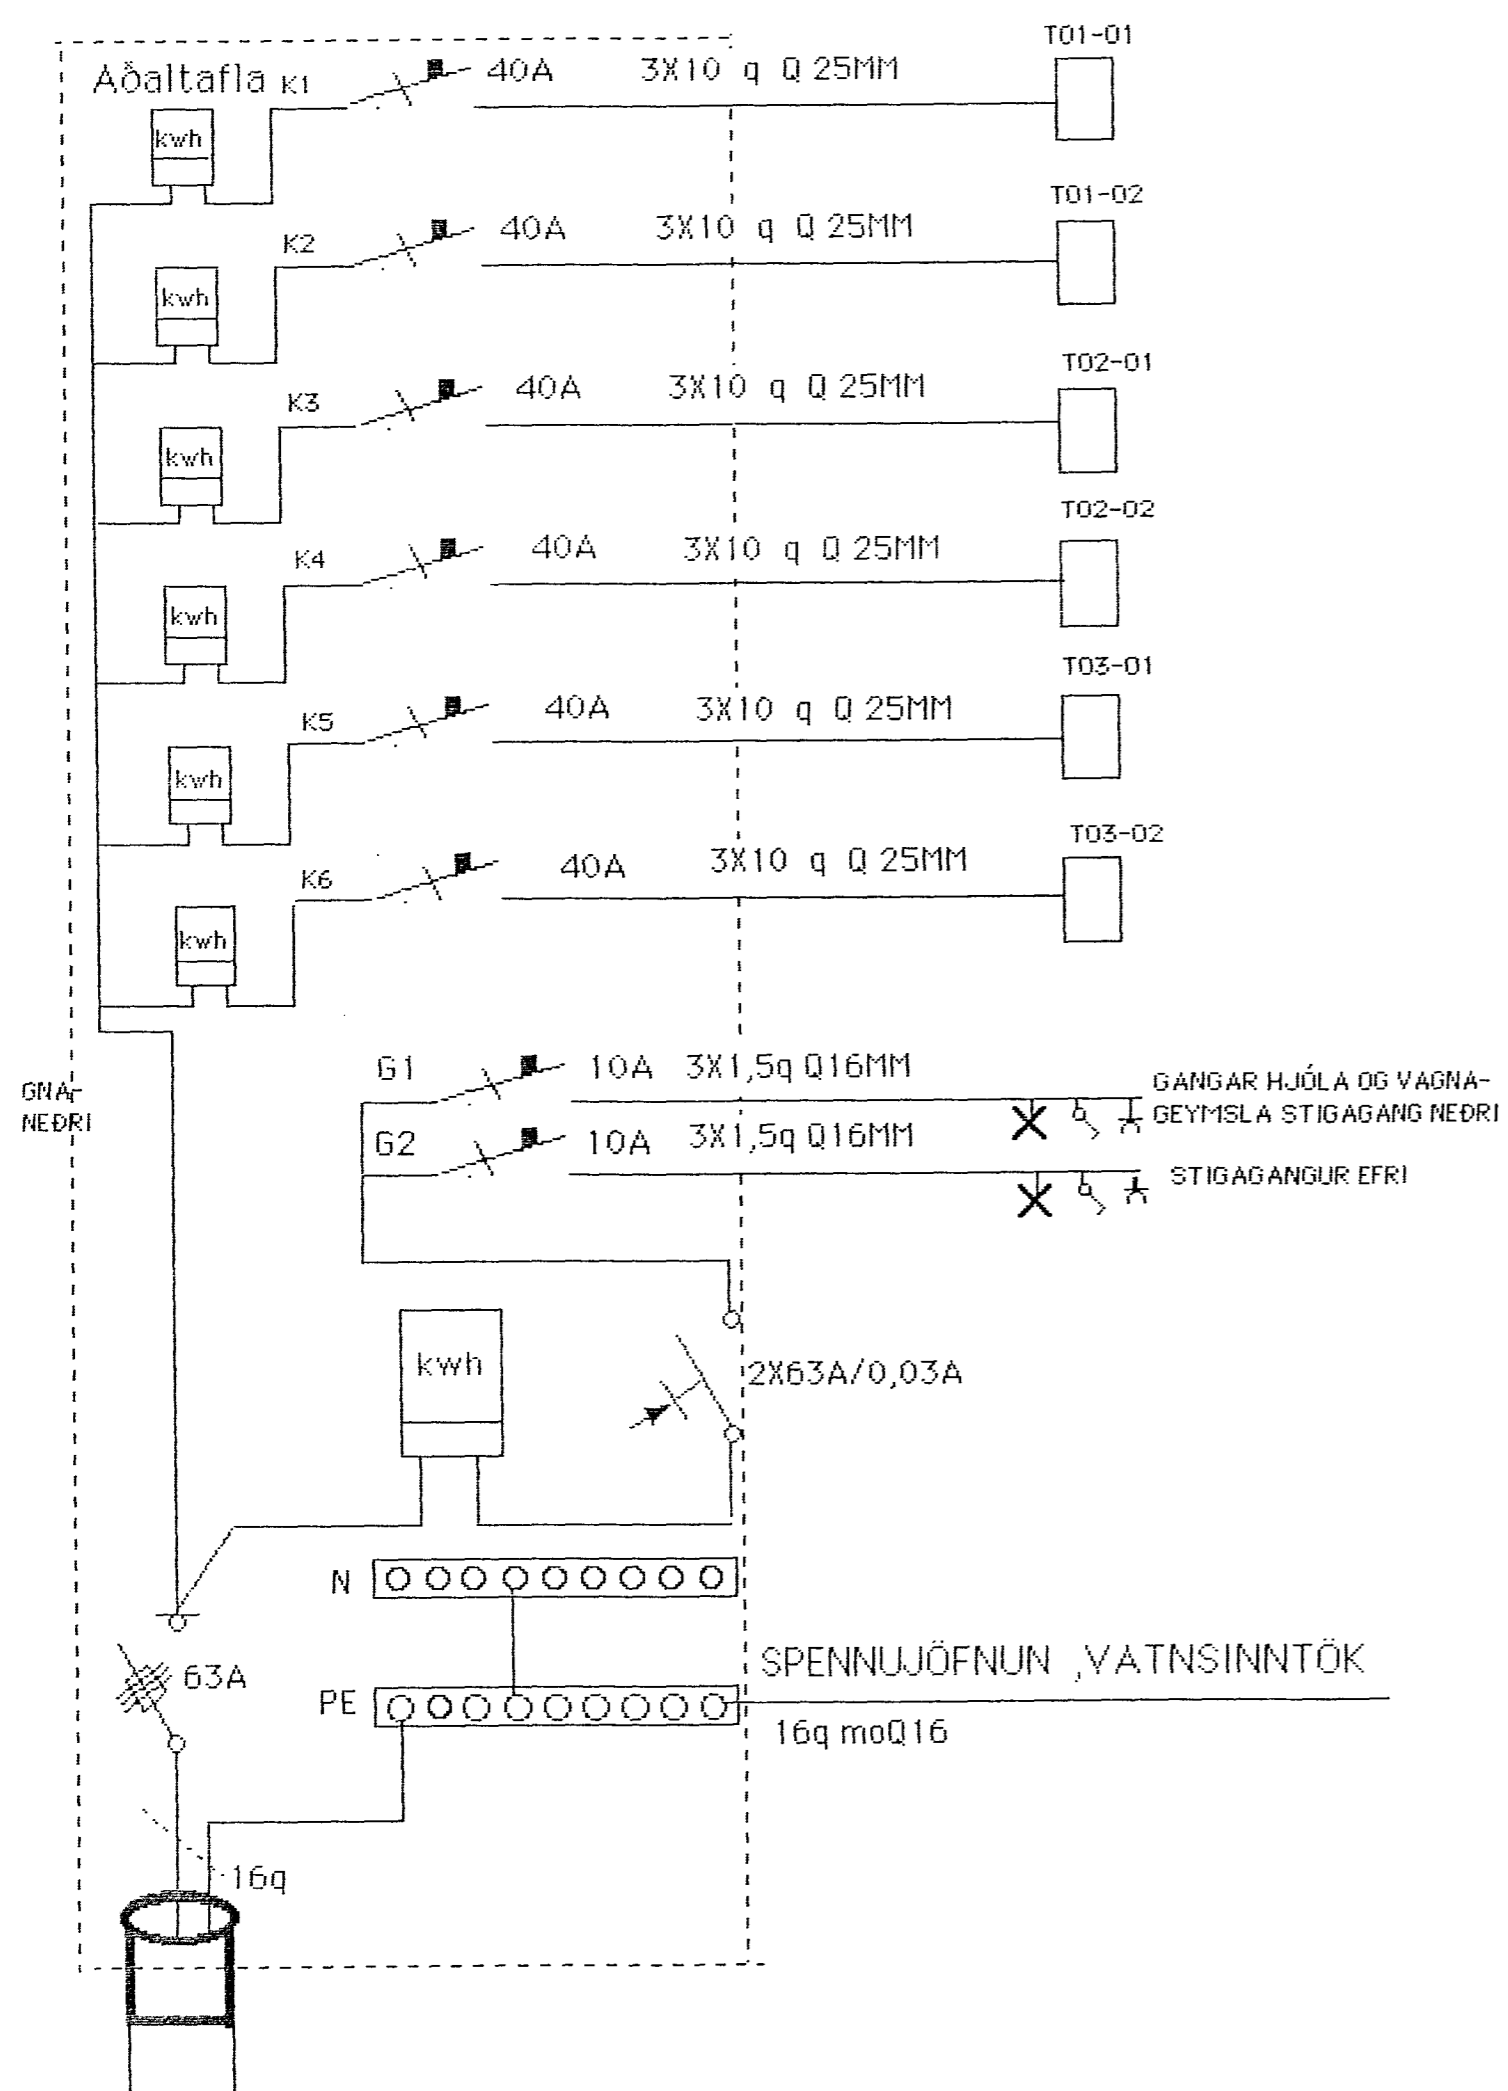 T01-01
Aðaltafla K1 40A 3X10 q Q 25MM
kwh
T01-02
K2 40A 3X10 q Q 25MM
kwh
T02-01
K3 40A 3X10 q Q 25MM
kwh
T02-02
K4 40A 3X10 q Q 25MM
kwh
T03-01
K5 40A 3X10 q Q 25MM
kwh
T03-02
K6 40A 3X10 q Q 25MM
kwh
G1 10A 3X1,5q Q16MM
GNA-
NEÐRI
GANGAR HJÓLA OG VAGNA-
GEYMSLA STIGAGANG NEÐRI
G2 10A 3X1,5q Q16MM
STIGAGANGUR EFRI
kwh
2X63A/0,03A
N
63A
PE
SPENNUJÖFNUN ,VATNSINNTÖK
16q moQ16
16q